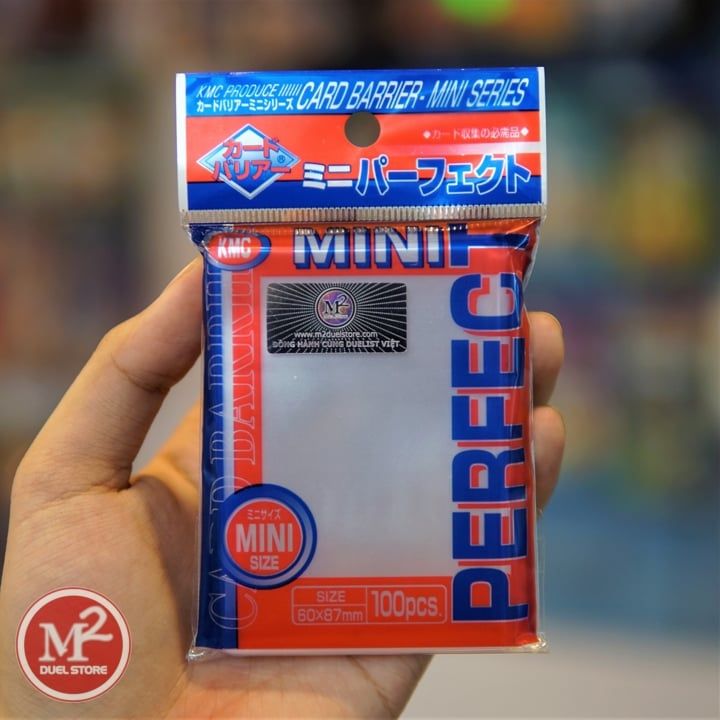 KMC PRODUCE
カードバリアーミニシリーズ CARD BARRIER- MINI SERIES
◆カード収集の必需品◆
カード
バリアー®
ミニ パーフェクト
KMC
MINI
PERFECT
CARD BARRIER
M2
DUEL STORE
www.m2duelstore.com
ĐỒNG HÀNH CÙNG DUELIST VIỆT
ミニサイズ
MINI
SIZE
SIZE
60×87mm
100pcs.
M2
DUEL STORE